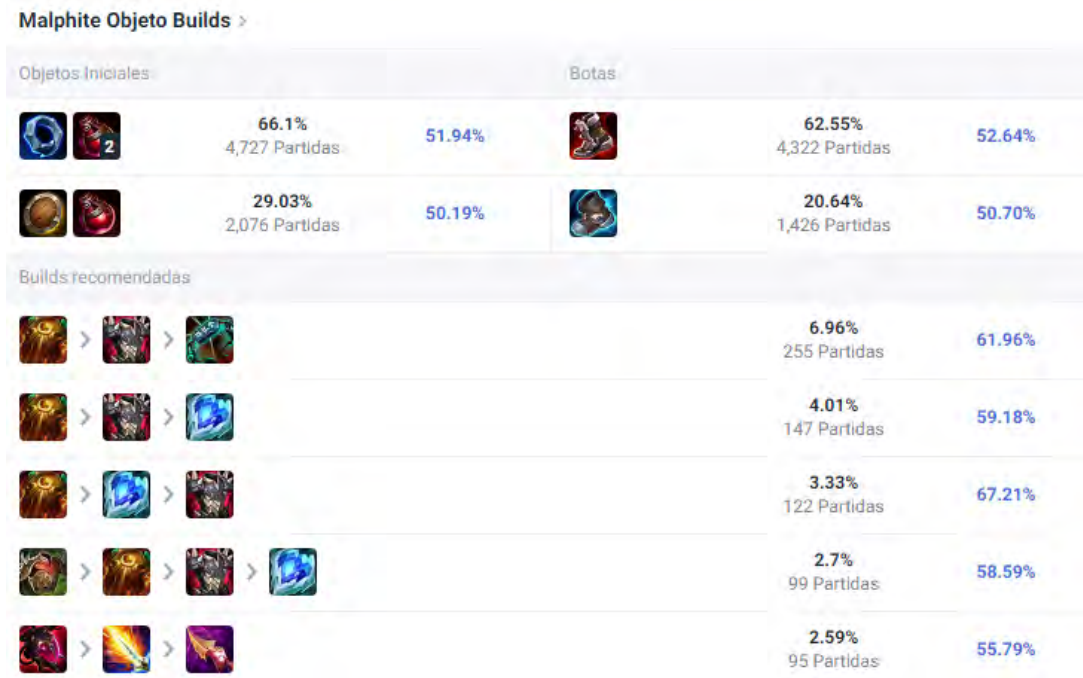 Malphite Objeto Builds >
Objetos Iniciales
Botas
66.1%
4,727 Partidas
51.94%
62.55%
4,322 Partidas
52.64%
2
29.03%
2,076 Partidas
50.19%
20.64%
1,426 Partidas
50.70%
Builds recomendadas
6.96%
255 Partidas
61.96%
4.01%
147 Partidas
59.18%
3.33%
122 Partidas
67.21%
2.7%
99 Partidas
58.59%
2.59%
95 Partidas
55.79%